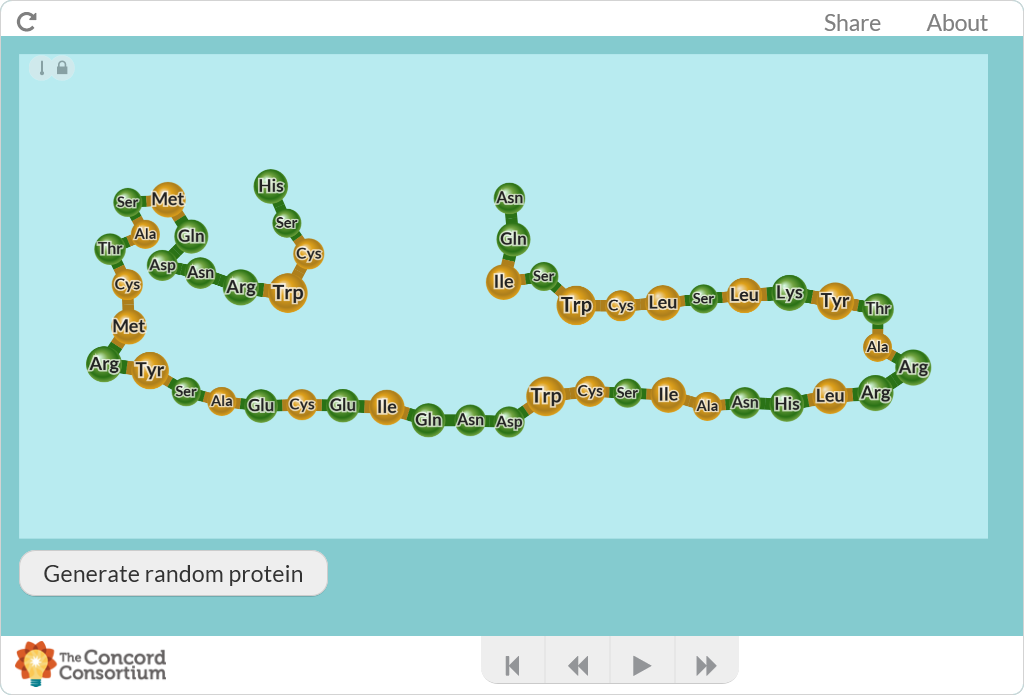 Share About
His
Ser
Cys
Trp
Arg
Asn
Asp
Gln
Met
Ser
Ala
Thr
Cys
Met
Arg
Tyr
Ser
Ala
Glu
Cys
Glu
Ile
Gln
Asn
Asp
Trp
Cys
Ser
Ile
Ala
Asn
His
Leu
Arg
Arg
Ala
Thr
Tyr
Lys
Leu
Ser
Leu
Cys
Trp
Ser
Ile
Gln
Asn
Generate random protein
The Concord
Consortium